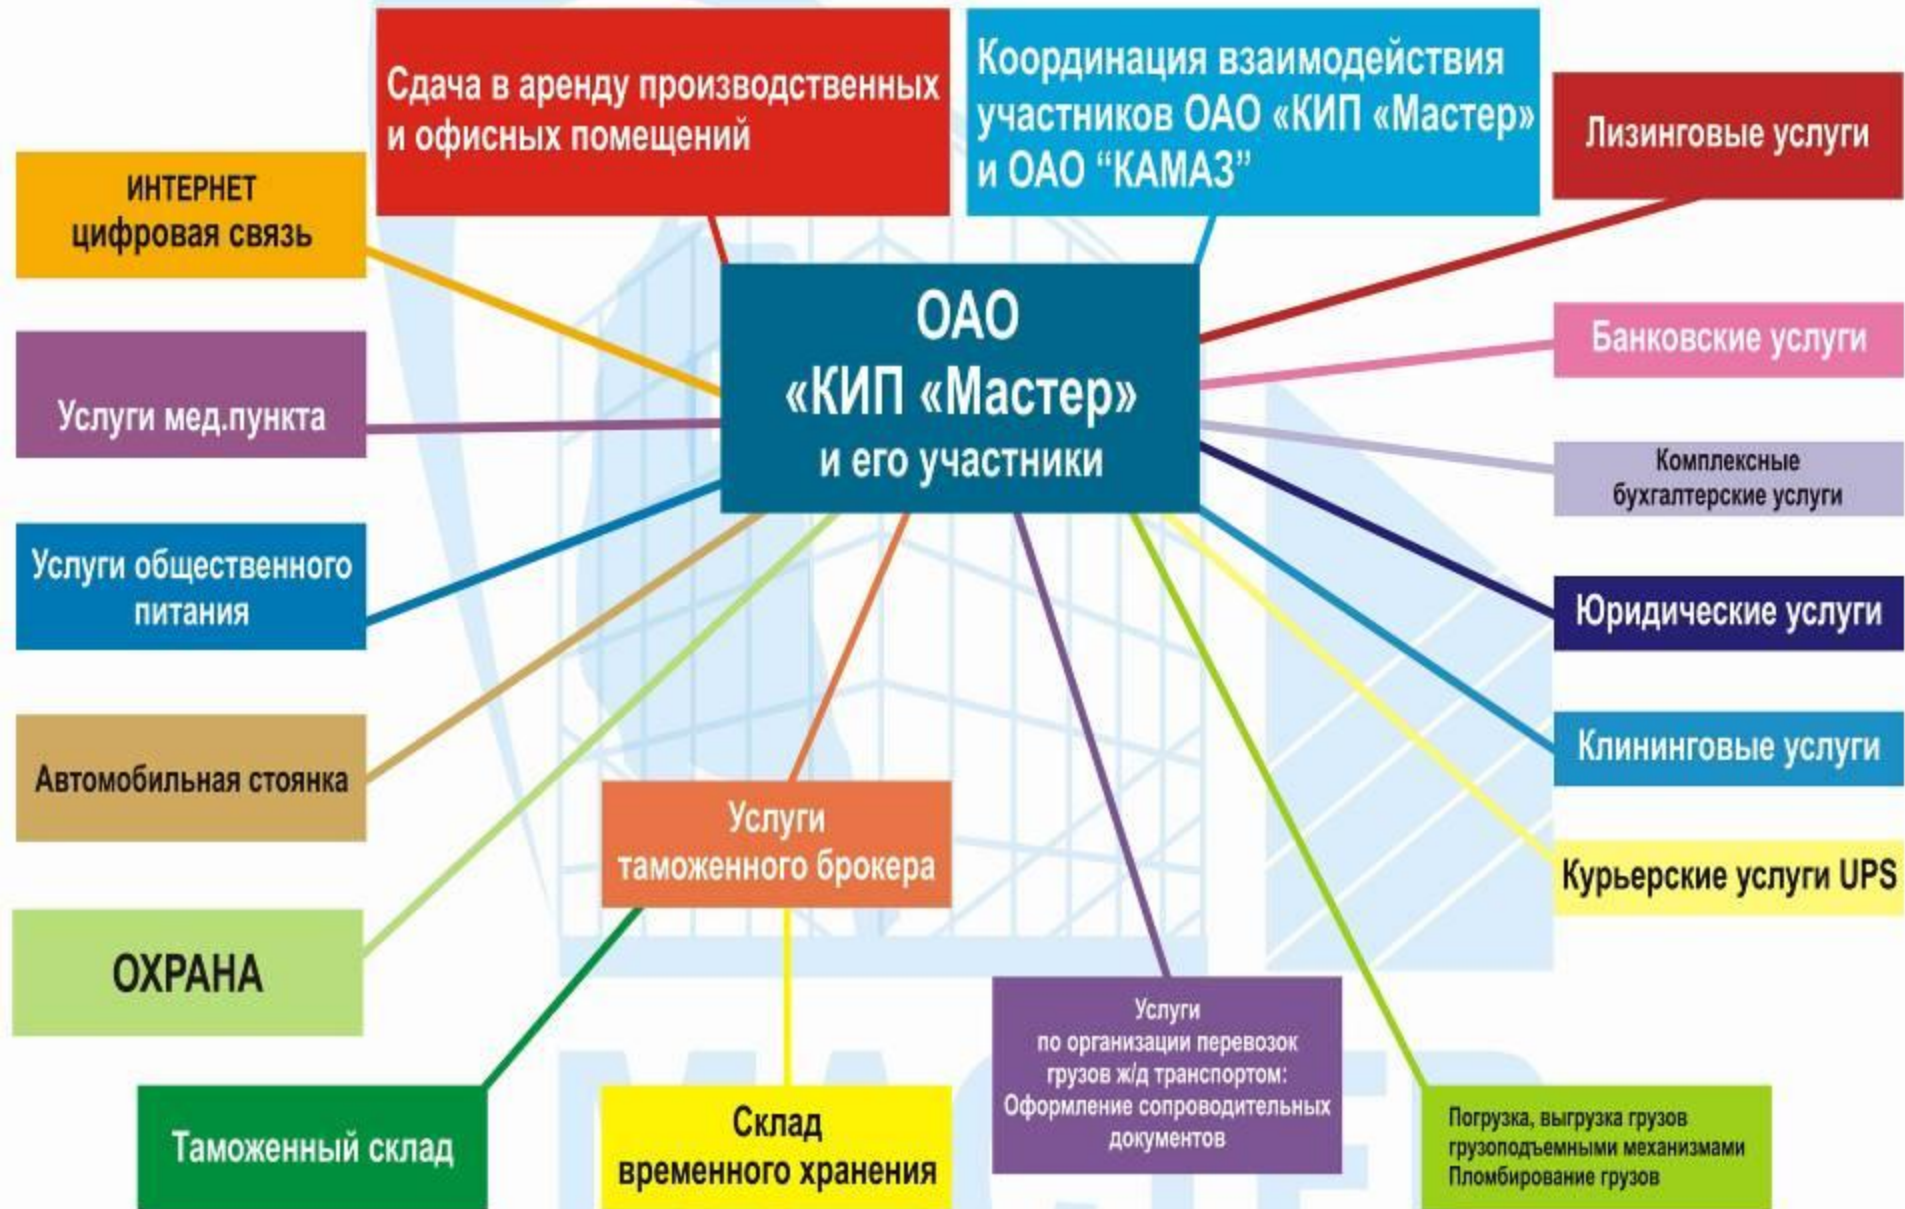 Сдача в аренду производственных
и офисных помещений
Координация взаимодействия
участников ОАО «КИП «Мастер»
и ОАО “КАМАЗ”
Лизинговые услуги
ИНТЕРНЕТ
цифровая связь
ОАО
«КИП «Мастер»
и его участники
Банковские услуги
Услуги мед.пункта
Комплексные
бухгалтерские услуги
Услуги общественного
питания
Юридические услуги
Автомобильная стоянка
Клининговые услуги
Услуги
таможенного брокера
Курьерские услуги UPS
ОХРАНА
Услуги
по организации перевозок
грузов ж/д транспортом:
Оформление сопроводительных
документов
Таможенный склад
Склад
временного хранения
Погрузка, выгрузка грузов
грузоподъемными механизмами
Пломбирование грузов